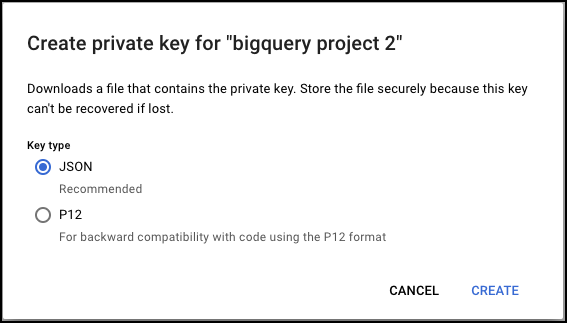 Create private key for "bigquery project 2"
Downloads a file that contains the private key. Store the file securely because this key
can't be recovered if lost.
Key type
JSON
Recommended
P12
For backward compatibility with code using the P12 format
CANCEL CREATE